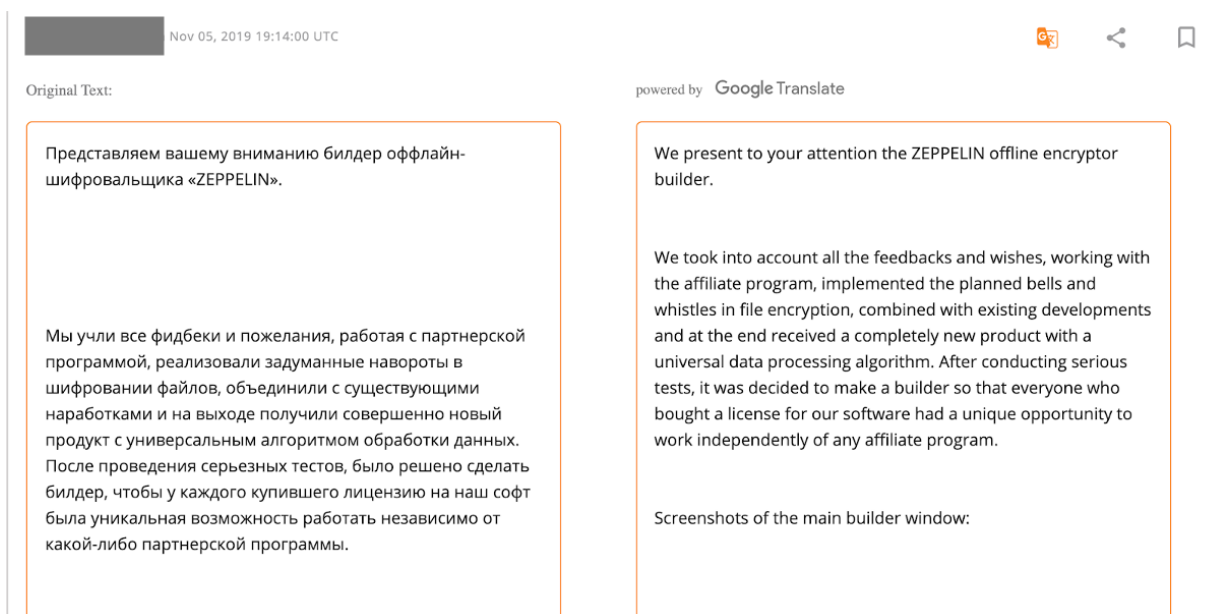 Nov 05, 2019 19:14:00 UTC
Original Text:
Представляем вашему вниманию билдер оффлайн-
шифровальщика «ZEPPELIN».
Мы учли все фидбеки и пожелания, работая с партнерской
программой, реализовали задуманные навороты в
шифровании файлов, объединили с существующими
наработками и на выходе получили совершенно новый
продукт с универсальным алгоритмом обработки данных.
После проведения серьезных тестов, было решено сделать
билдер, чтобы у каждого купившего лицензию на наш софт
была уникальная возможность работать независимо от
какой-либо партнерской программы.
powered by Google Translate
We present to your attention the ZEPPELIN offline encryptor
builder.
We took into account all the feedbacks and wishes, working with
the affiliate program, implemented the planned bells and
whistles in file encryption, combined with existing developments
and at the end received a completely new product with a
universal data processing algorithm. After conducting serious
tests, it was decided to make a builder so that everyone who
bought a license for our software had a unique opportunity to
work independently of any affiliate program.
Screenshots of the main builder window: